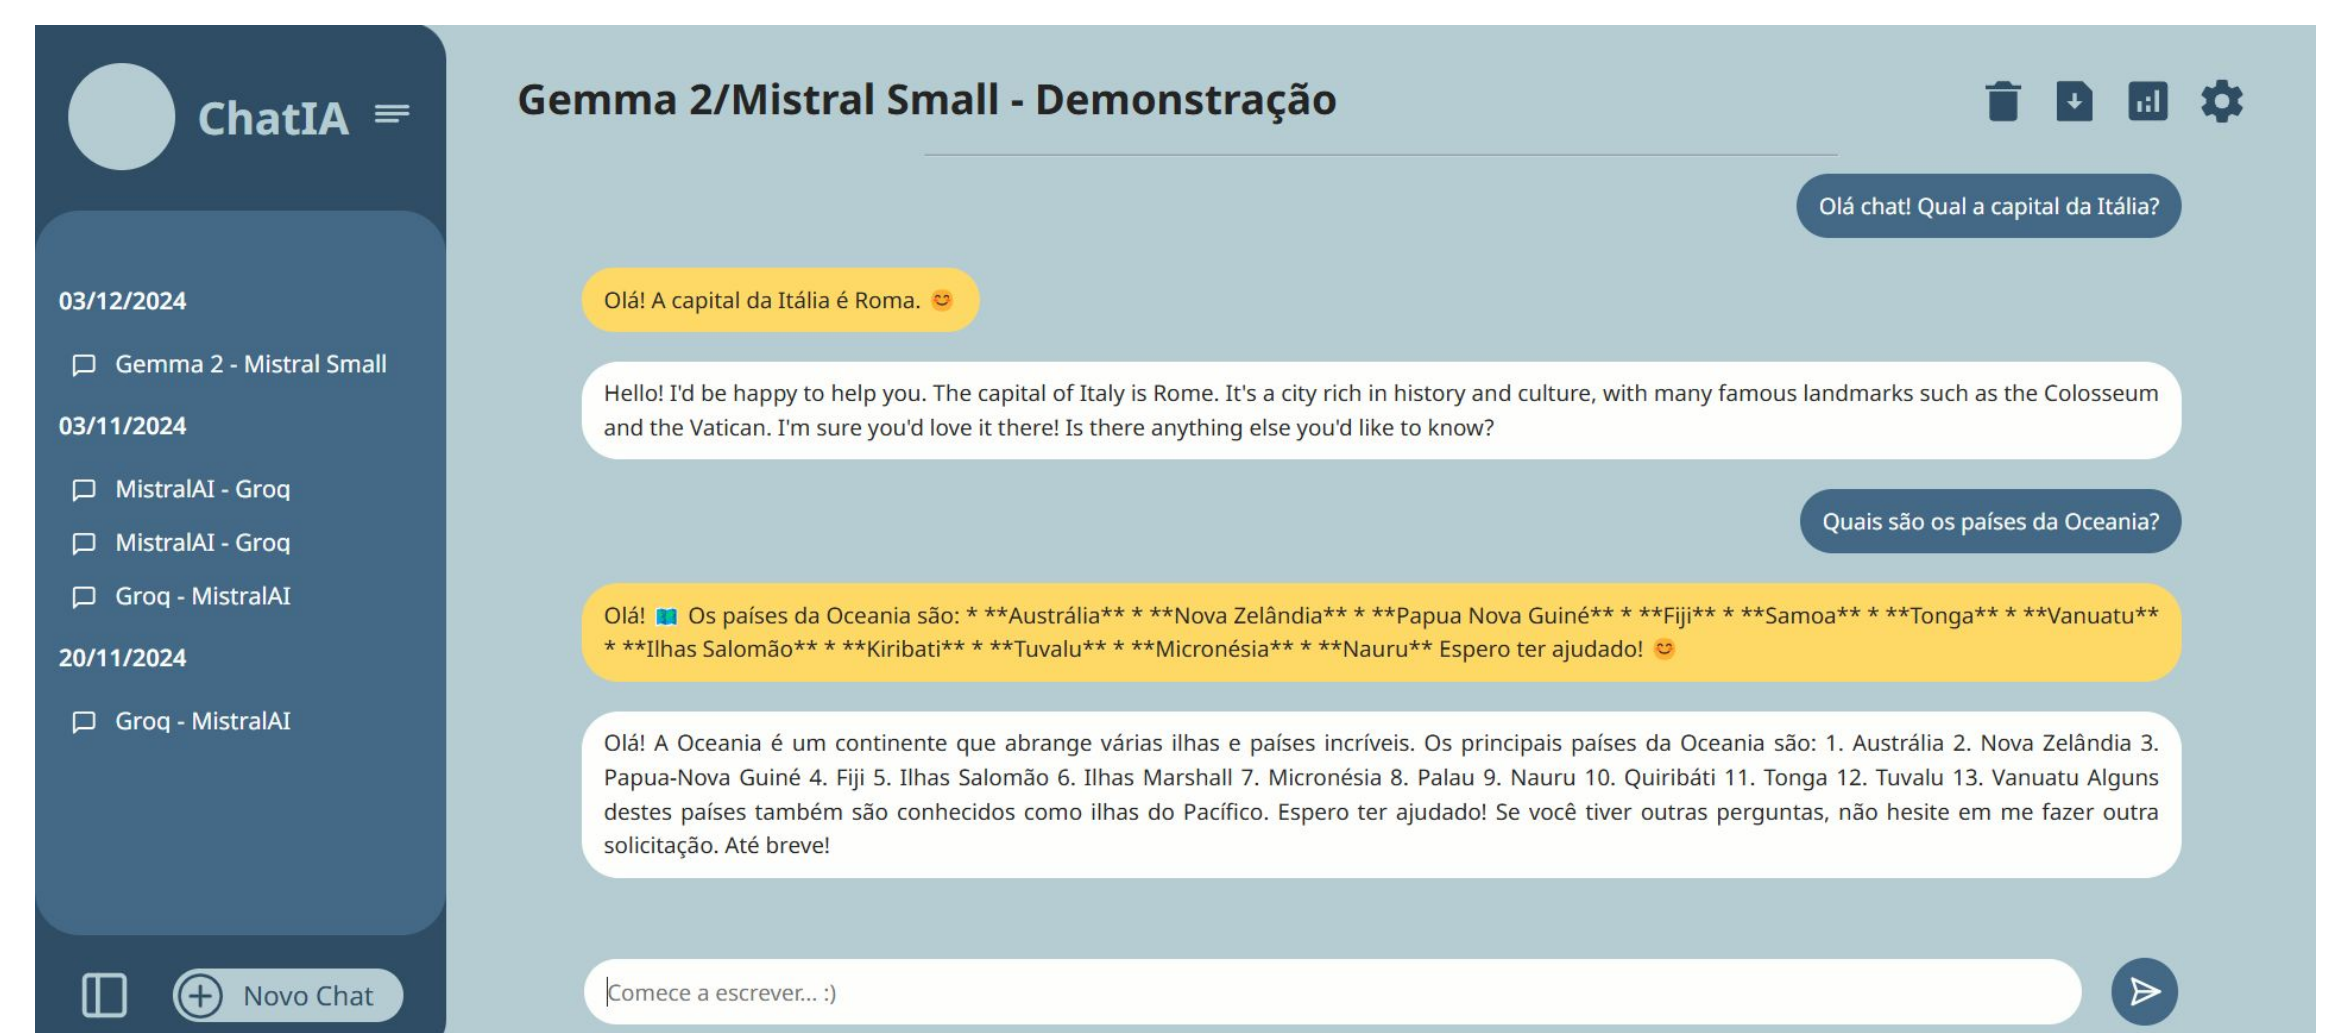 ChatIA
03/12/2024
Gemma 2 - Mistral Small
03/11/2024
MistralAI - Groq
MistralAI - Groq
Groq - MistralAI
20/11/2024
Groq - MistralAI
Novo Chat
Gemma 2/Mistral Small - Demonstração
Olá chat! Qual a capital da Itália?
Olá! A capital da Itália é Roma. 😊
Hello! I'd be happy to help you. The capital of Italy is Rome. It's a city rich in history and culture, with many famous landmarks such as the Colosseum
and the Vatican. I'm sure you'd love it there! Is there anything else you'd like to know?
Quais são os países da Oceania?
Olá! 🗺️ Os países da Oceania são: * **Austrália** * **Nova Zelândia** * **Papua Nova Guiné** * **Fiji** * **Samoa** * **Tonga** * **Vanuatu**
* **Ilhas Salomão** * **Kiribati** * **Tuvalu** * **Micronésia** * **Nauru** Espero ter ajudado! 😊
Olá! A Oceania é um continente que abrange várias ilhas e países incríveis. Os principais países da Oceania são: 1. Austrália 2. Nova Zelândia 3.
Papua-Nova Guiné 4. Fiji 5. Ilhas Salomão 6. Ilhas Marshall 7. Micronésia 8. Palau 9. Nauru 10. Quiribáti 11. Tonga 12. Tuvalu 13. Vanuatu Alguns
destes países também são conhecidos como ilhas do Pacífico. Espero ter ajudado! Se você tiver outras perguntas, não hesite em me fazer outra
solicitação. Até breve!
Comece a escrever... :)